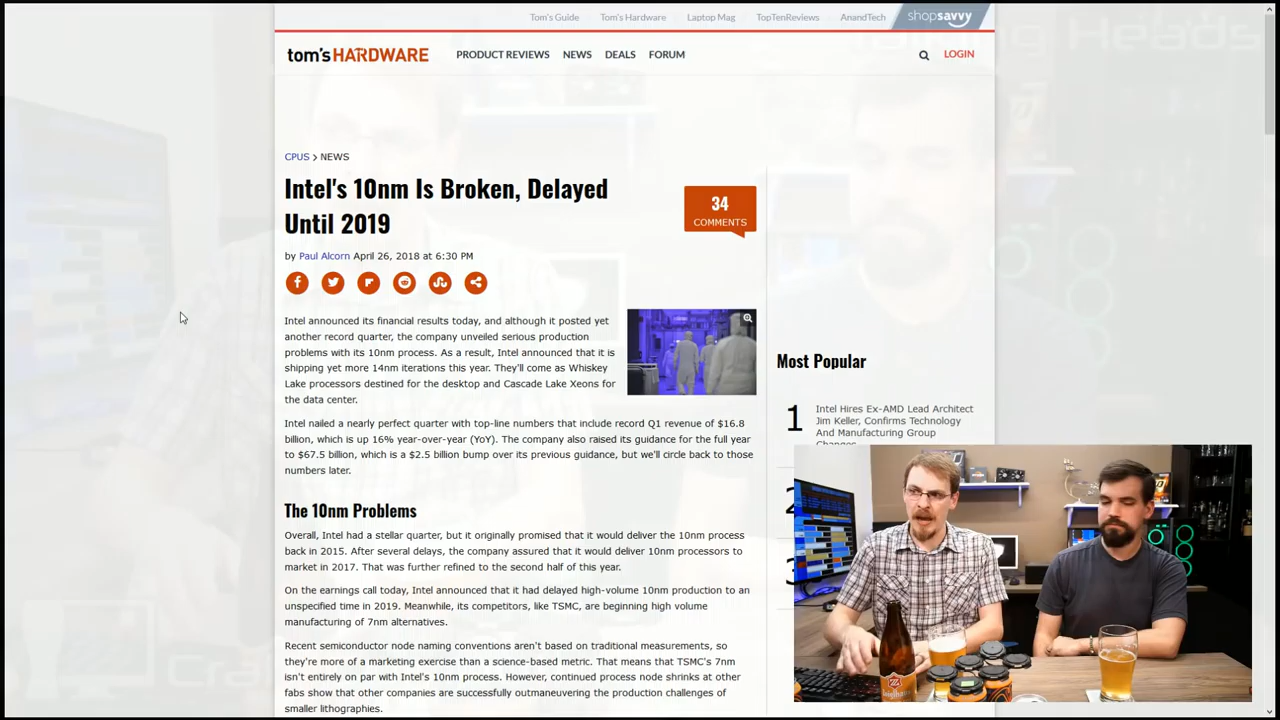 Tom's Guide
Tom's Hardware
Laptop Mag
TopTenReviews
AnandTech
shopsavvy
tom's HARDWARE
PRODUCT REVIEWS
NEWS
DEALS
FORUM
LOGIN
CPUS > NEWS
Intel's 10nm Is Broken, Delayed
Until 2019
34
COMMENTS
by Paul Alcorn April 26, 2018 at 6:30 PM
Intel announced its financial results today, and although it posted yet
another record quarter, the company unveiled serious production
problems with its 10nm process. As a result, Intel announced that it is
shipping yet more 14nm iterations this year. They'll come as Whiskey
Lake processors destined for the desktop and Cascade Lake Xeons for
the data center.
Intel nailed a nearly perfect quarter with top-line numbers that include record Q1 revenue of $16.8
billion, which is up 16% year-over-year (YoY). The company also raised its guidance for the full year
to $67.5 billion, which is a $2.5 billion bump over its previous guidance, but we'll circle back to those
numbers later.
The 10nm Problems
Overall, Intel had a stellar quarter, but it originally promised that it would deliver the 10nm process
back in 2015. After several delays, the company assured that it would deliver 10nm processors to
market in 2017. That was further refined to the second half of this year.
On the earnings call today, Intel announced that it had delayed high-volume 10nm production to an
unspecified time in 2019. Meanwhile, its competitors, like TSMC, are beginning high volume
manufacturing of 7nm alternatives.
Recent semiconductor node naming conventions aren't based on traditional measurements, so
they're more of a marketing exercise than a science-based metric. That means that TSMC's 7nm
isn't entirely on par with Intel's 10nm process. However, continued process node shrinks at other
fabs show that other companies are successfully outmaneuvering the production challenges of
smaller lithographies.
Most Popular
1
Intel Hires Ex-AMD Lead Architect
Jim Keller, Confirms Technology
And Manufacturing Group
Changes
Heads